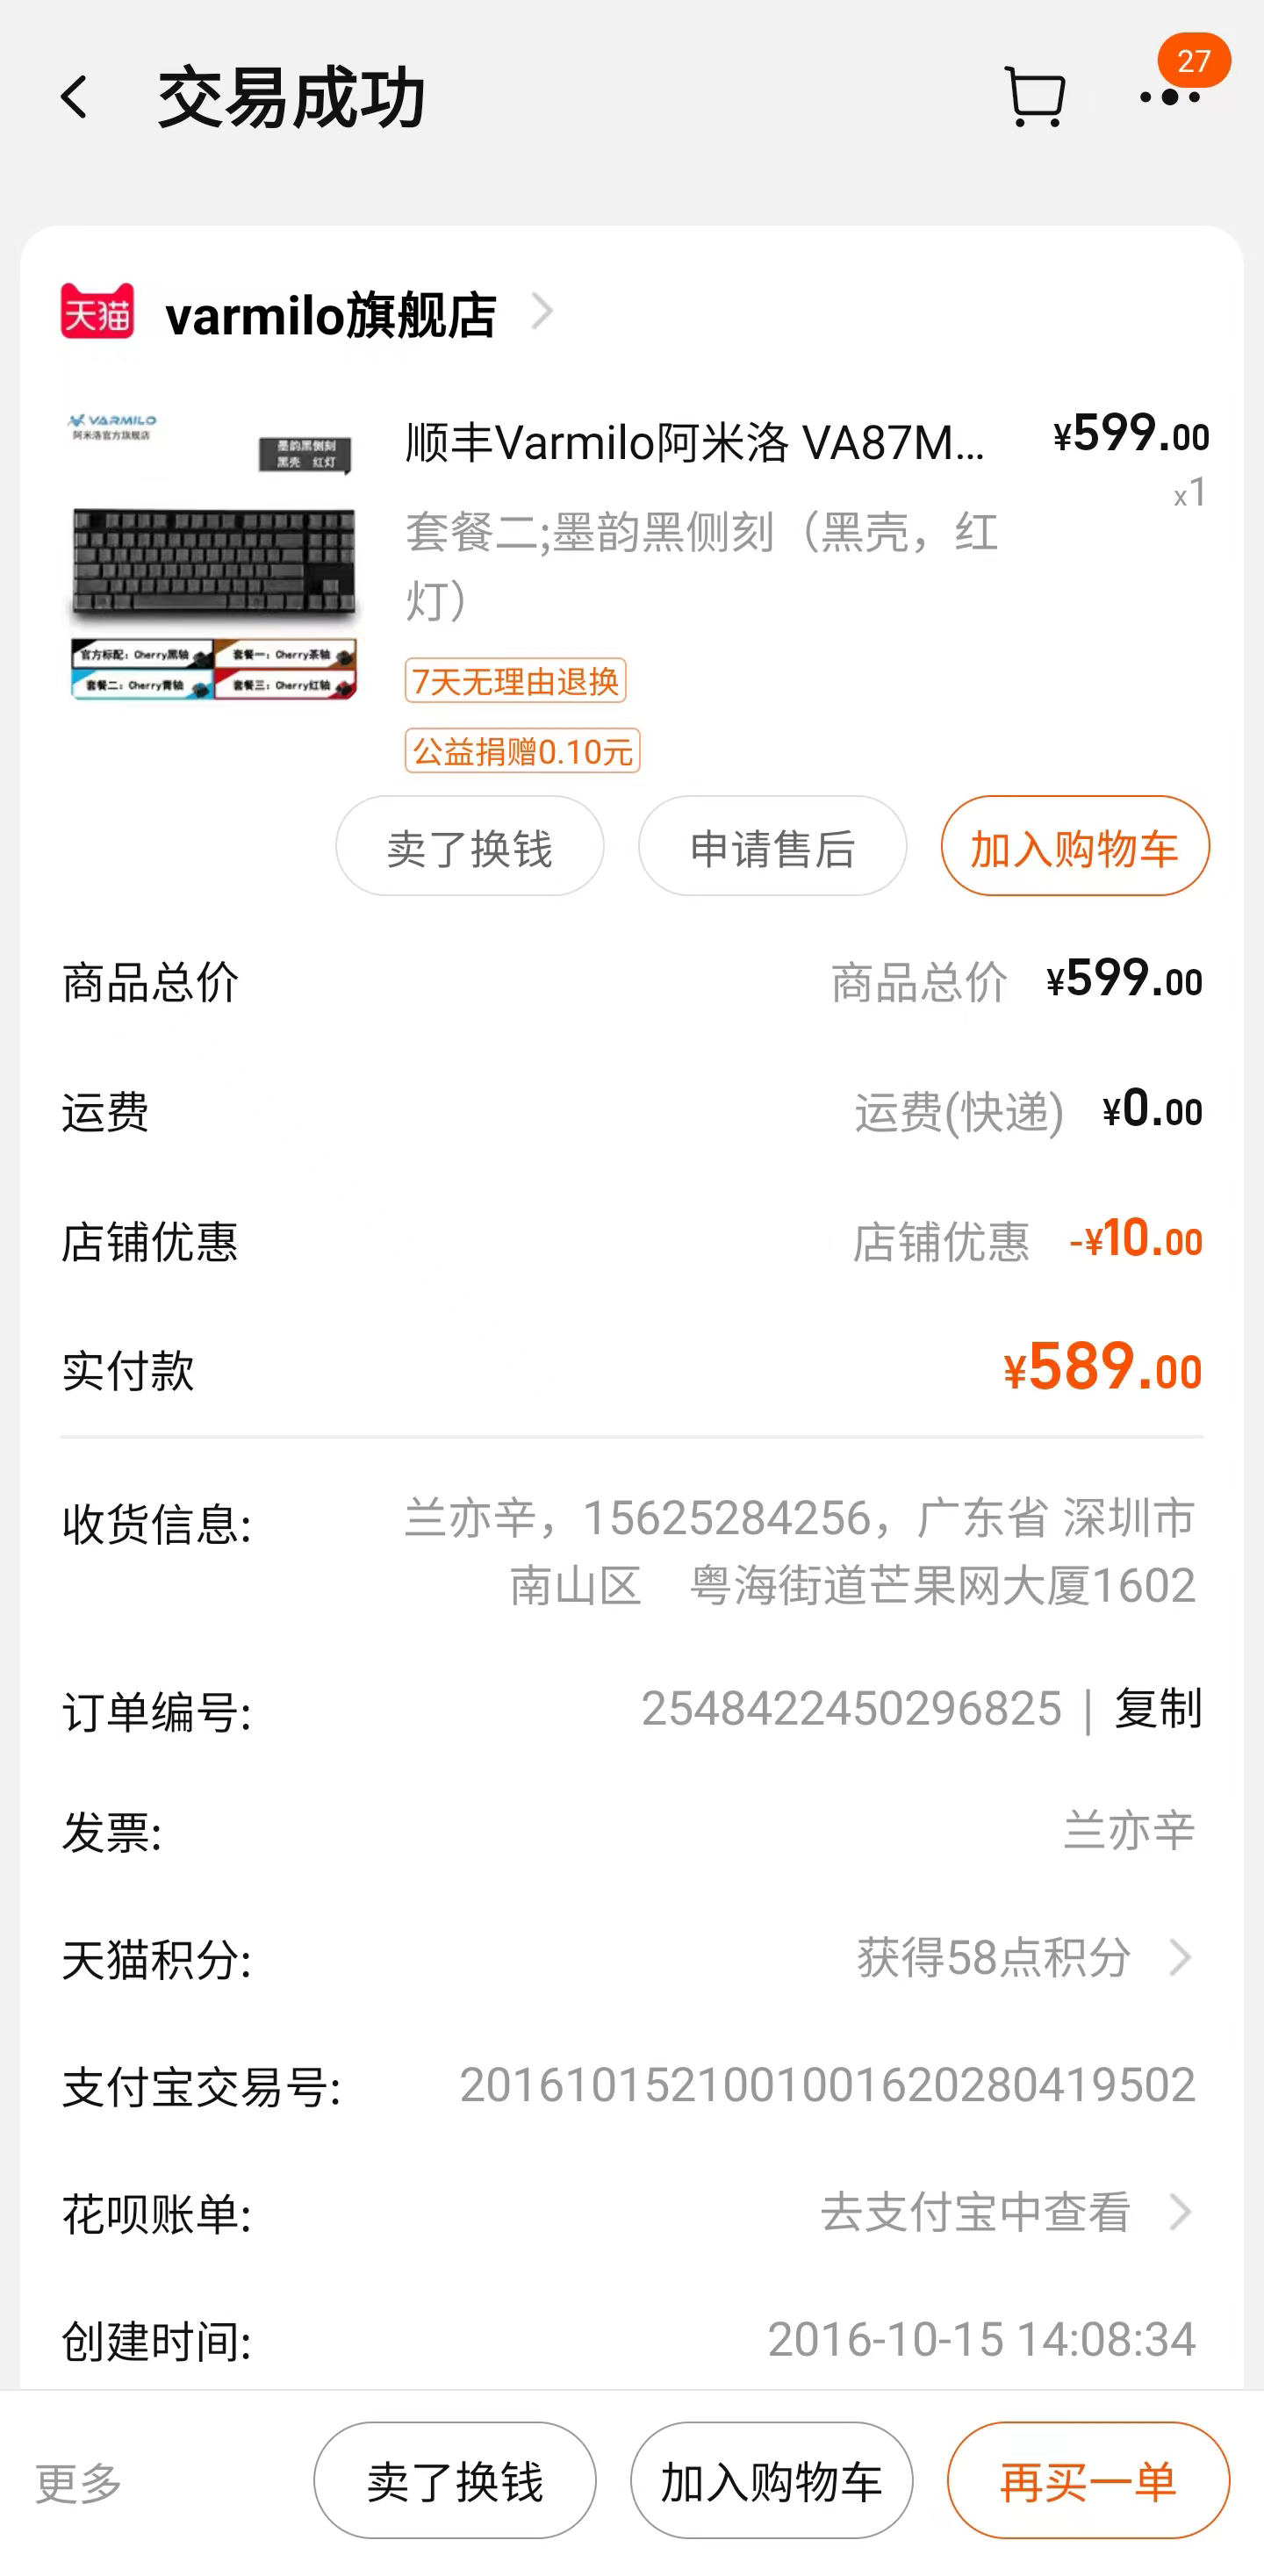 交易成功
27
天猫 varmilo旗舰店
VARMILO
阿米洛官方旗舰店
墨韵黑侧刻
黑壳 红灯
官方标配：Cherry黑轴 套餐一：Cherry茶轴
套餐二：Cherry青轴 套餐三：Cherry红轴
顺丰Varmilo阿米洛 VA87M... ¥599.00
x1
套餐二;墨韵黑侧刻（黑壳，红
灯）
7天无理由退换
公益捐赠0.10元
卖了换钱 申请售后 加入购物车
商品总价 商品总价 ¥599.00
运费 运费(快递) ¥0.00
店铺优惠 店铺优惠 -¥10.00
实付款 ¥589.00
收货信息: 兰亦辛，15625284256，广东省 深圳市
南山区 粤海街道芒果网大厦1602
订单编号: 2548422450296825 | 复制
发票: 兰亦辛
天猫积分: 获得58点积分
支付宝交易号: 2016101521001001620280419502
花呗账单: 去支付宝中查看
创建时间: 2016-10-15 14:08:34
更多 卖了换钱 加入购物车 再买一单